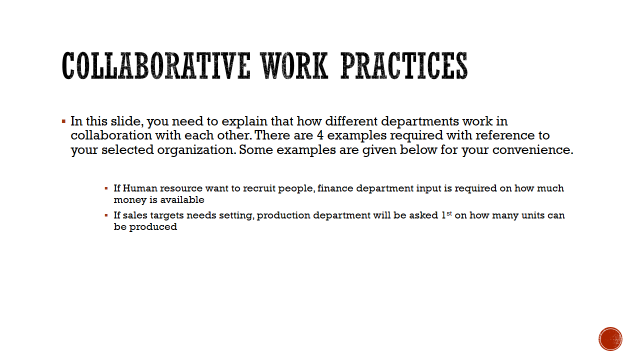 COLLABORATIVE WORK PRACTICES
▪ In this slide, you need to explain that how different departments work in
collaboration with each other. There are 4 examples required with reference to
your selected organization. Some examples are given below for your convenience.
▪ If Human resource want to recruit people, finance department input is required on how much
money is available
▪ If sales targets needs setting, production department will be asked 1st on how many units can
be produced